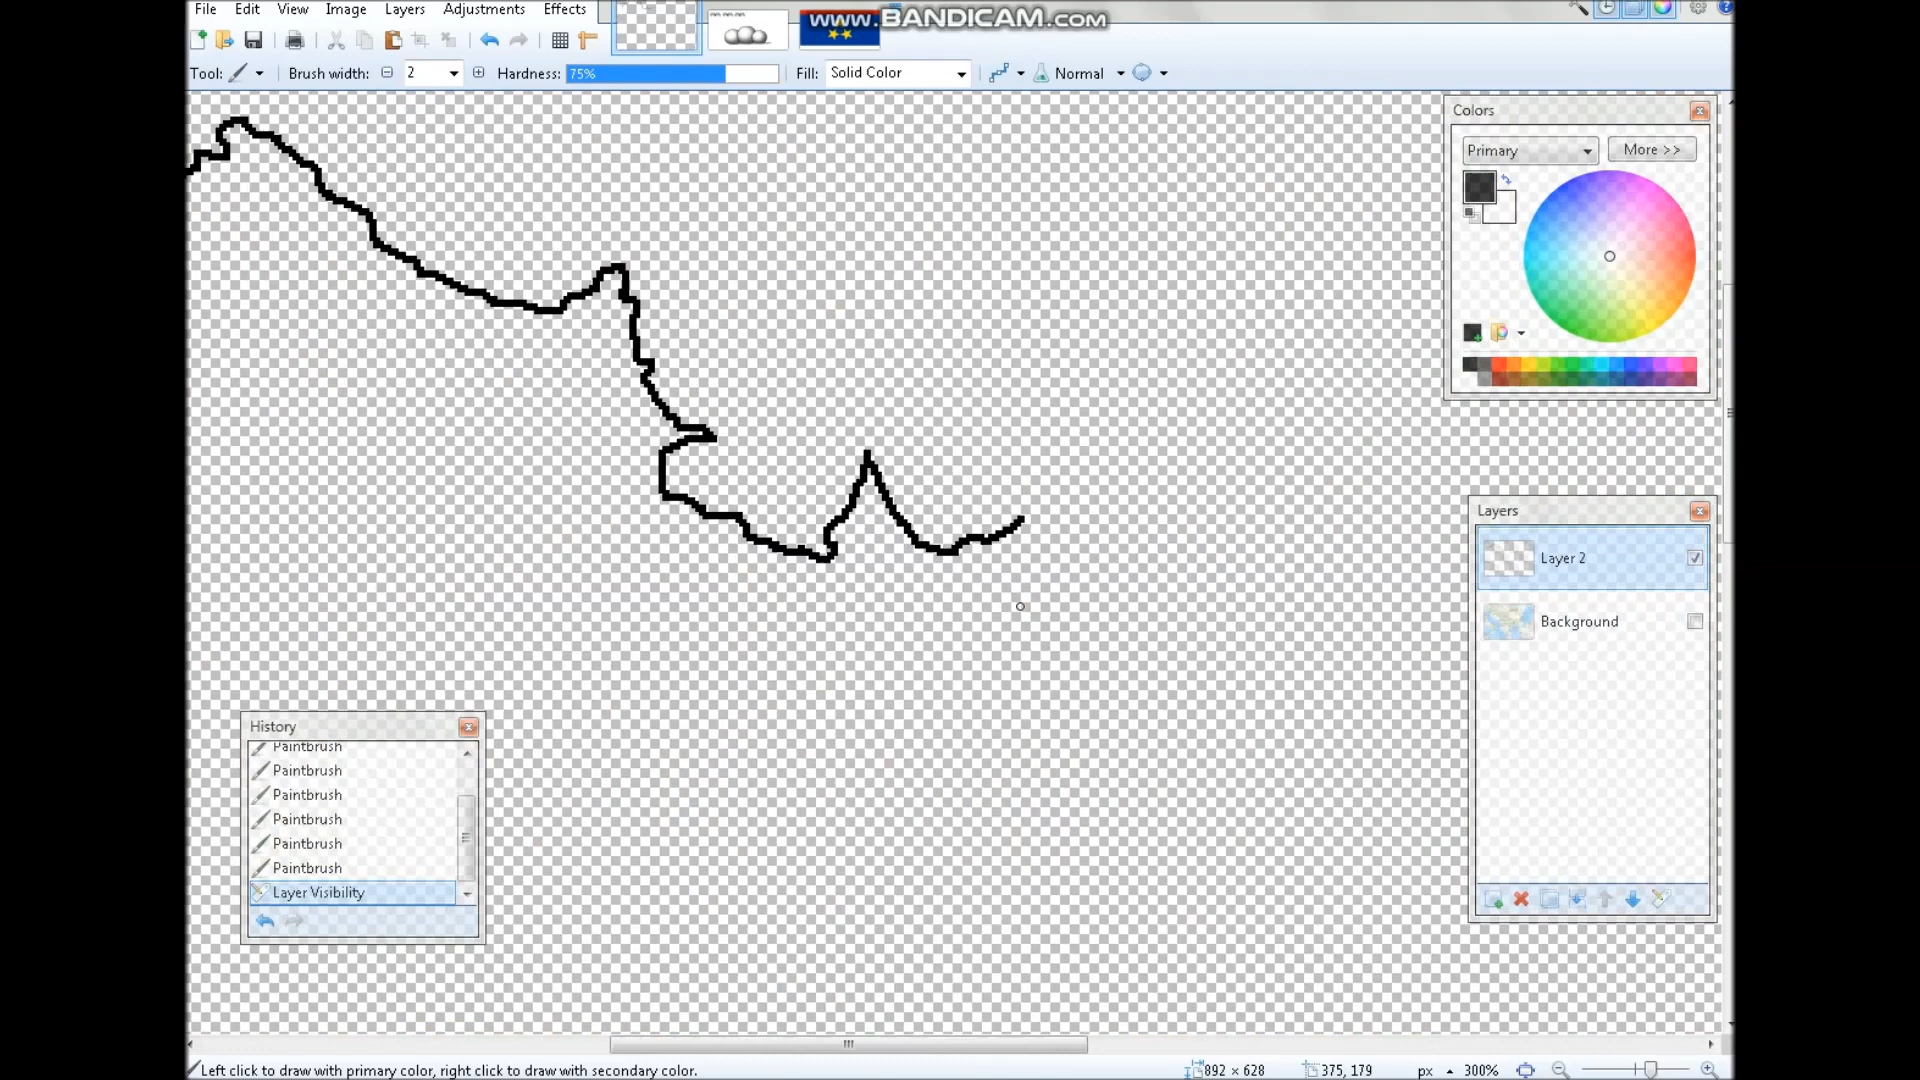 File Edit View Image Layers Adjustments Effects
www.BANDICAM.com
Tool: Brush width: 2 Hardness: 75% Fill: Solid Color Normal
Colors
Primary More >>
Layers
Layer 2
Background
History
Paintbrush
Paintbrush
Paintbrush
Paintbrush
Paintbrush
Paintbrush
Layer Visibility
Left click to draw with primary color, right click to draw with secondary color. 892 × 628 375, 179 px 300%